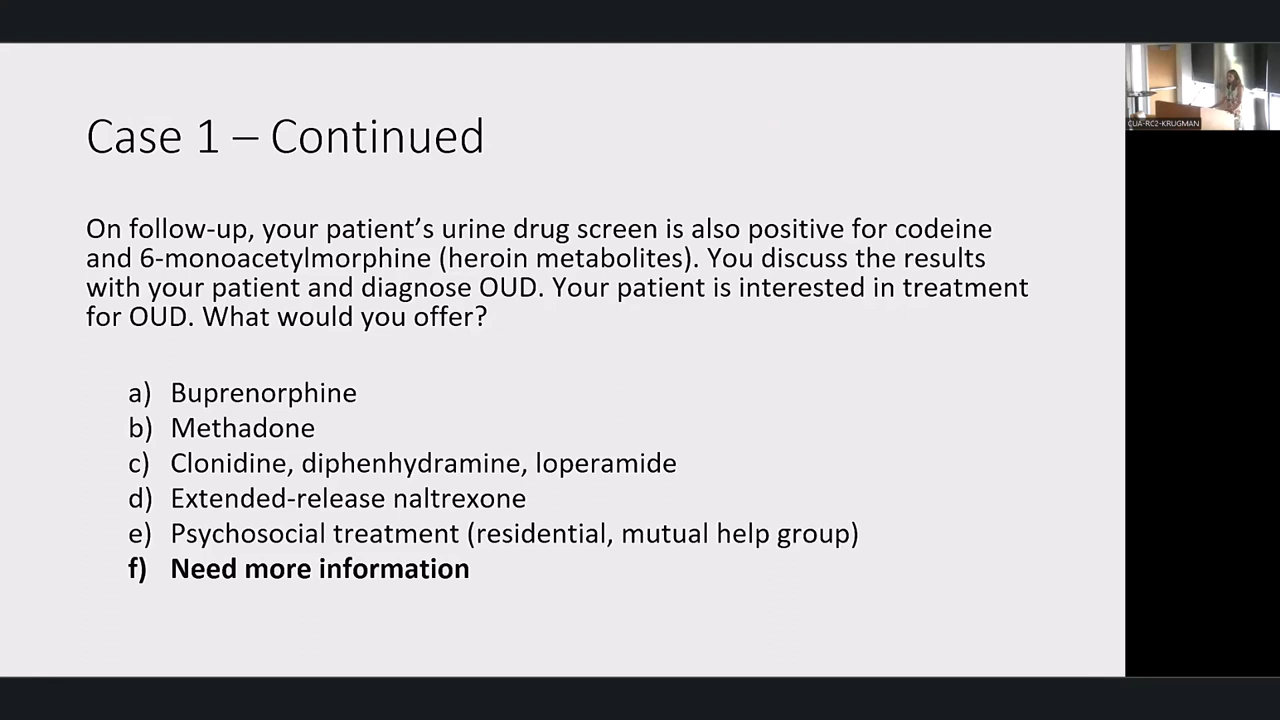 Case 1 – Continued
On follow-up, your patient’s urine drug screen is also positive for codeine
and 6-monoacetylmorphine (heroin metabolites). You discuss the results
with your patient and diagnose OUD. Your patient is interested in treatment
for OUD. What would you offer?
a) Buprenorphine
b) Methadone
c) Clonidine, diphenhydramine, loperamide
d) Extended-release naltrexone
e) Psychosocial treatment (residential, mutual help group)
f) Need more information
CUA-RC2-KRUGMAN